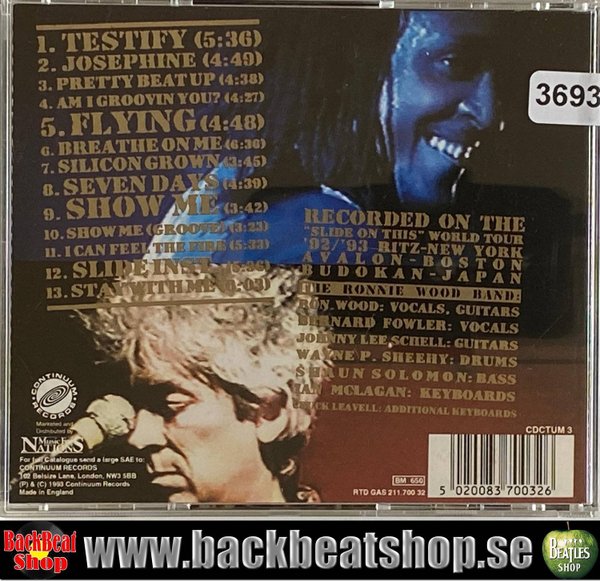 1. TESTIFY (5:36)
2. JOSEPHINE (4:49)
3. PRETTY BEAT UP (4:38)
4. AM I GROOVIN YOU? (4:27)
5. FLYING (4:48)
6. BREATHE ON ME (6:36)
7. SILICON GROWN (3:45)
8. SEVEN DAYS (4:39)
9. SHOW ME (3:42)
10. SHOW ME (GROOVE) (3:23)
11. I CAN FEEL THE FIRE (5:33)
12. SLIDE INST.
13. STAY WITH ME
3693
RECORDED ON THE
"SLIDE ON THIS" WORLD TOUR
'92/'93-RITZ-NEW YORK
AVALON-BOSTON
BUDOKAN-JAPAN
THE RONNIE WOOD BAND:
RON WOOD: VOCALS, GUITARS
BERNARD FOWLER: VOCALS
JOHNNY LEE SCHELL: GUITARS
WAYNE P. SHEEHY: DRUMS
SHAUN SOLOMON: BASS
IAN MCLAGAN: KEYBOARDS
CHUCK LEAVELL: ADDITIONAL KEYBOARDS
CONTINUUM
RECORDS
Marketed and
Distributed by
Music For
NATIONS
For full Catalogue send a large SAE to:
CONTINUUM RECORDS
102 Belsize Lane, London, NW3 5BB
(P) & (C) 1993 Continuum Records
Made in England
BM 650
RTD GAS 211.700 32
CDCTUM 3
5 020083 700326
BackBeat
Shop
www.backbeatshop.se
BEATLES
SHOP